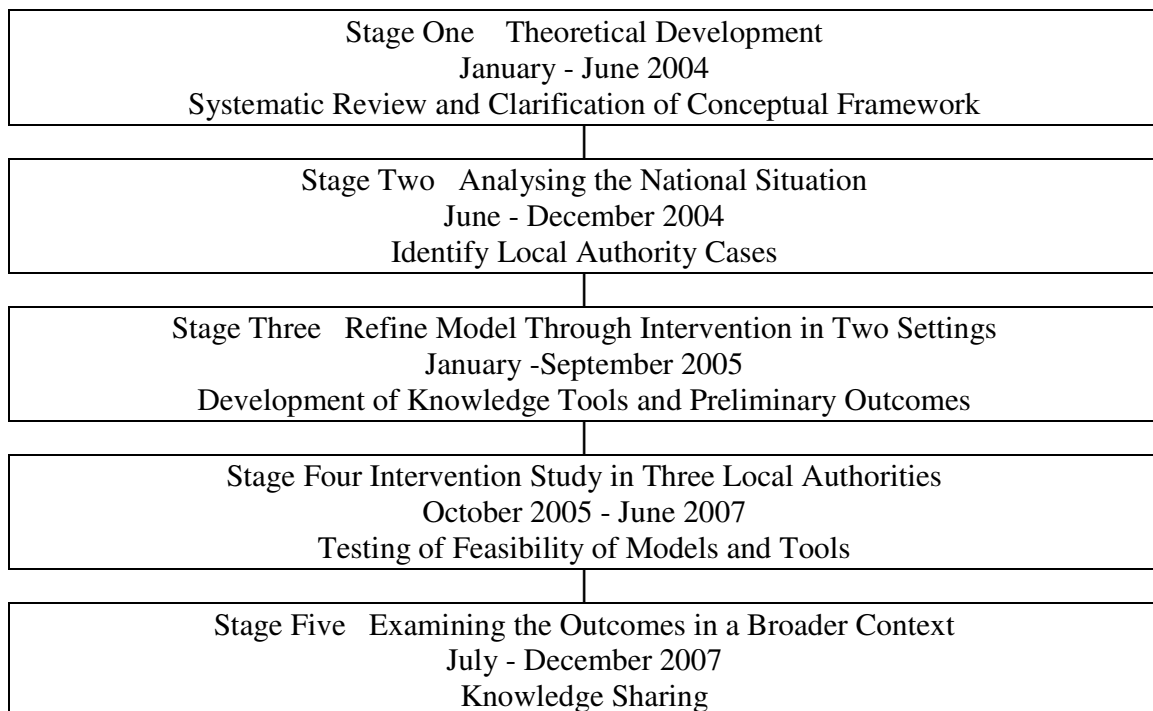 Stage One    Theoretical Development
January - June 2004
Systematic Review and Clarification of Conceptual Framework
Stage Two   Analysing the National Situation
June - December 2004
Identify Local Authority Cases
Stage Three   Refine Model Through Intervention in Two Settings
January -September 2005
Development of Knowledge Tools and Preliminary Outcomes
Stage Four Intervention Study in Three Local Authorities
October 2005 - June 2007
Testing of Feasibility of Models and Tools
Stage Five   Examining the Outcomes in a Broader Context
July - December 2007
Knowledge Sharing